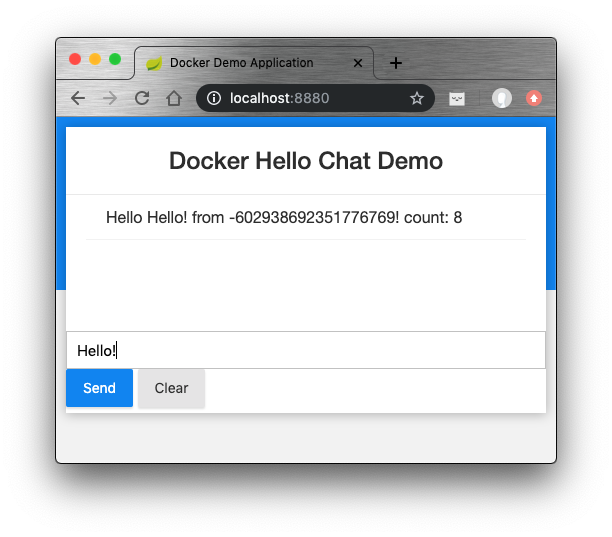 Docker Demo Application
localhost:8880
Docker Hello Chat Demo
Hello Hello! from -602938692351776769! count: 8
Hello!
Send Clear